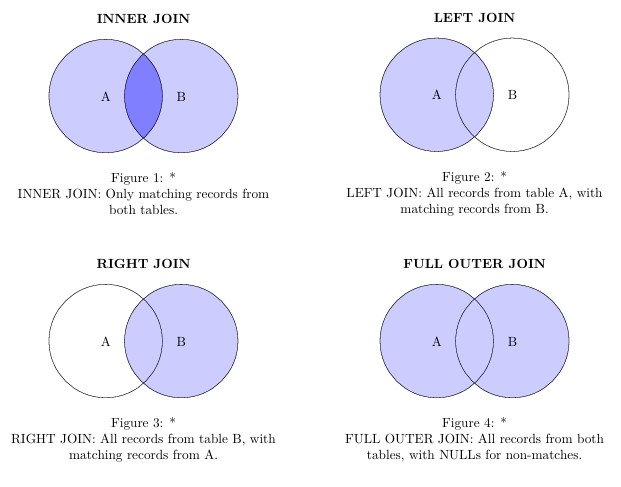 INNER JOIN
A
B
Figure 1: *
INNER JOIN: Only matching records from
both tables.
LEFT JOIN
A
B
Figure 2: *
LEFT JOIN: All records from table A, with
matching records from B.
RIGHT JOIN
A
B
Figure 3: *
RIGHT JOIN: All records from table B, with
matching records from A.
FULL OUTER JOIN
A
B
Figure 4: *
FULL OUTER JOIN: All records from both
tables, with NULLs for non-matches.